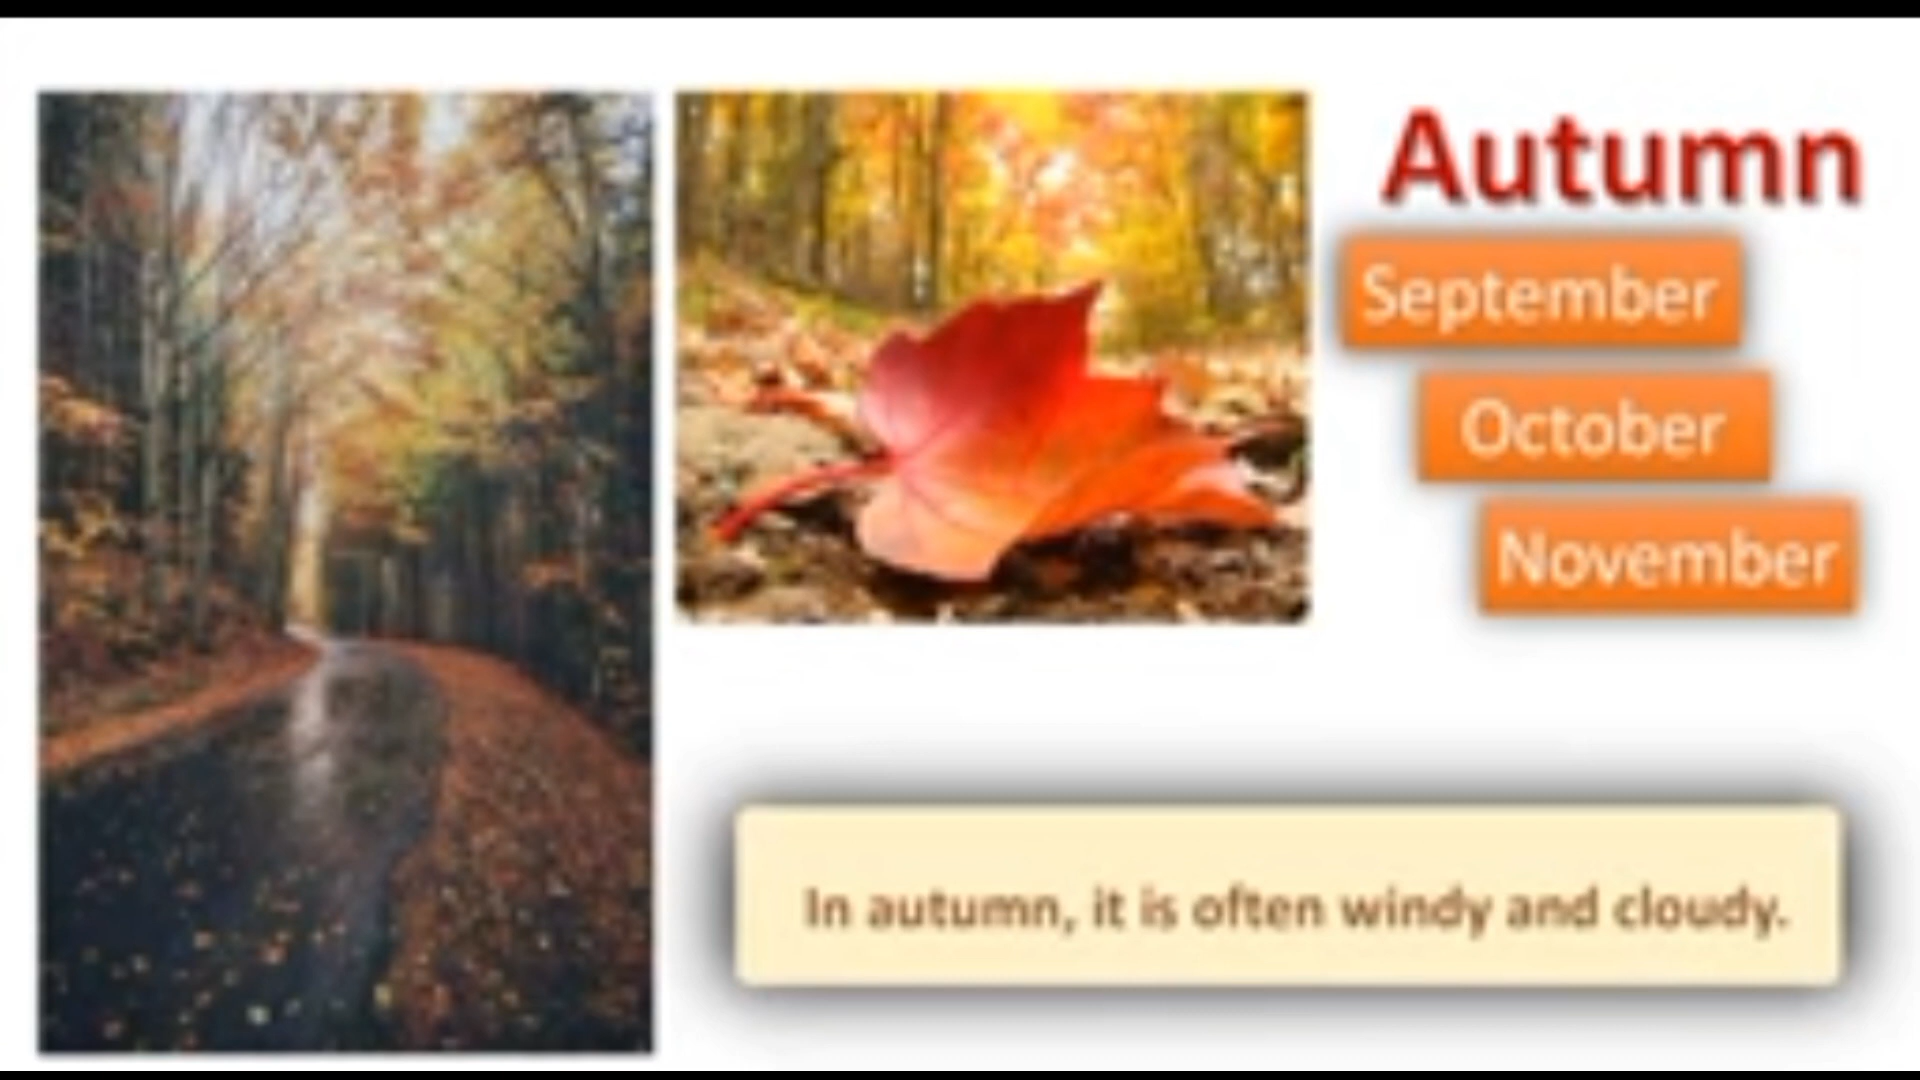 Autumn
September
October
November
In autumn, it is often windy and cloudy.